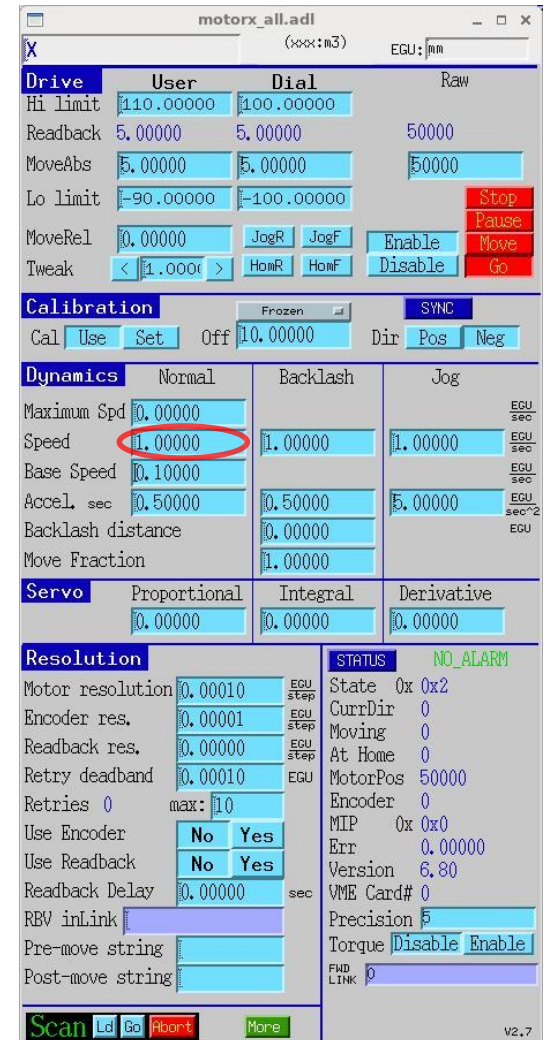 motorx_all.adl
X (xxx:m3) EGU: mm
Drive User Dial Raw
Hi limit 110.00000 100.00000
Readback 5.00000 5.00000 50000
MoveAbs 5.00000 5.00000 50000
Lo limit -90.00000 -100.00000 Stop
Pause
MoveRel 0.00000 JogR JogF Enable Move
Tweak < 1.000( > HomR HomF Disable Go
Calibration Frozen SYNC
Cal Use Set Off 10.00000 Dir Pos Neg
Dynamics Normal Backlash Jog
Maximum Spd 0.00000 EGU sec
Speed 1.00000 1.00000 1.00000 EGU sec
Base Speed 0.10000 EGU sec
Accel. sec 0.50000 0.50000 5.00000 EGU sec^2
Backlash distance 0.00000 EGU
Move Fraction 1.00000
Servo Proportional Integral Derivative
0.00000 0.00000 0.00000
Resolution
Motor resolution 0.00010 EGU step
Encoder res. 0.00001 EGU step
Readback res. 0.00000 EGU step
Retry deadband 0.00010 EGU
Retries 0 max: 10
Use Encoder No Yes
Use Readback No Yes
Readback Delay 0.00000 sec
RBV inLink
Pre-move string
Post-move string
STATUS NO_ALARM
State 0x 0x2
CurrDir 0
Moving 0
At Home 0
MotorPos 50000
Encoder 0
MIP 0x 0x0
Err 0.00000
Version 6.80
VME Card# 0
Precision 5
Torque Disable Enable
FWD LINK 0
Scan Ld Go Abort More V2.7